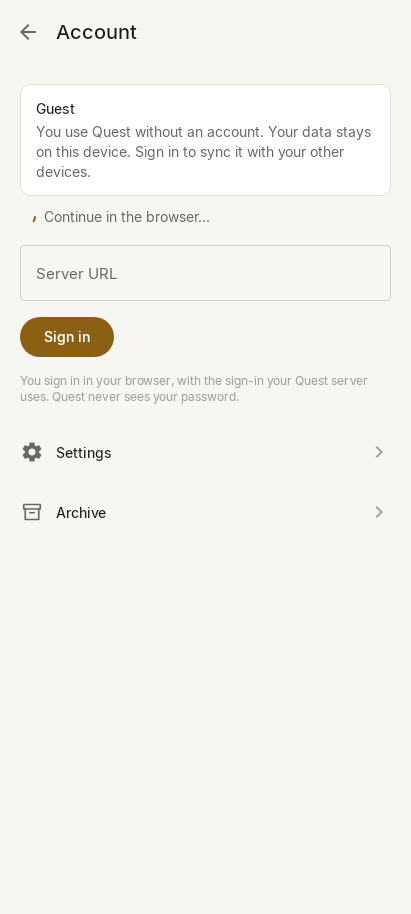 Account
Guest
You use Quest without an account. Your data stays
on this device. Sign in to sync it with your other
devices.
Continue in the browser...
Server URL
Sign in
You sign in in your browser, with the sign-in your Quest server
uses. Quest never sees your password.
Settings
Archive